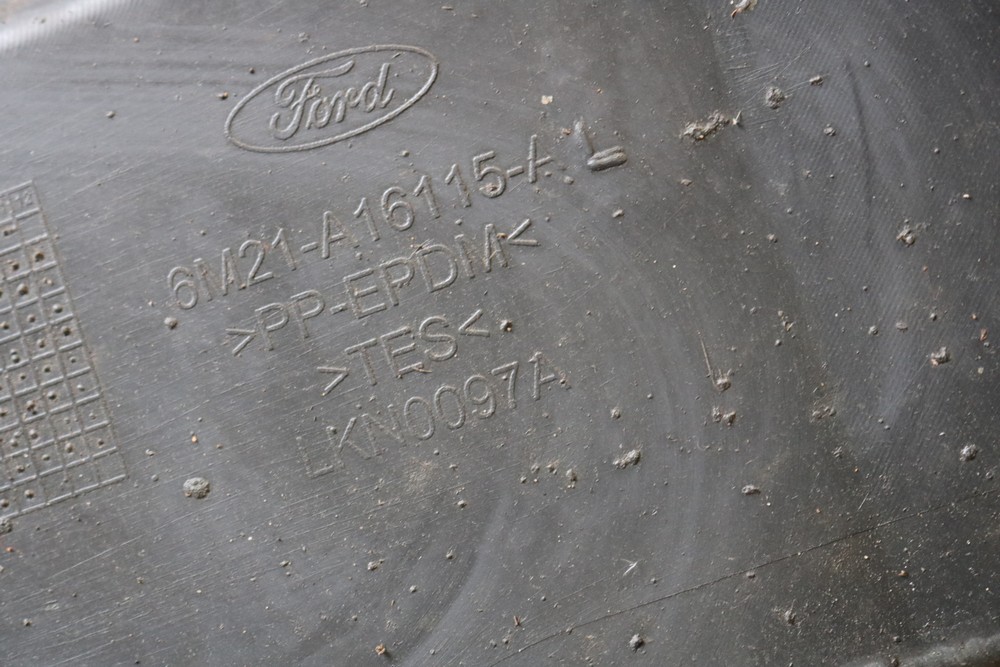 Ford
6M21-A16115-A L
>PP-EPDM<
>TES<
LKN0097A